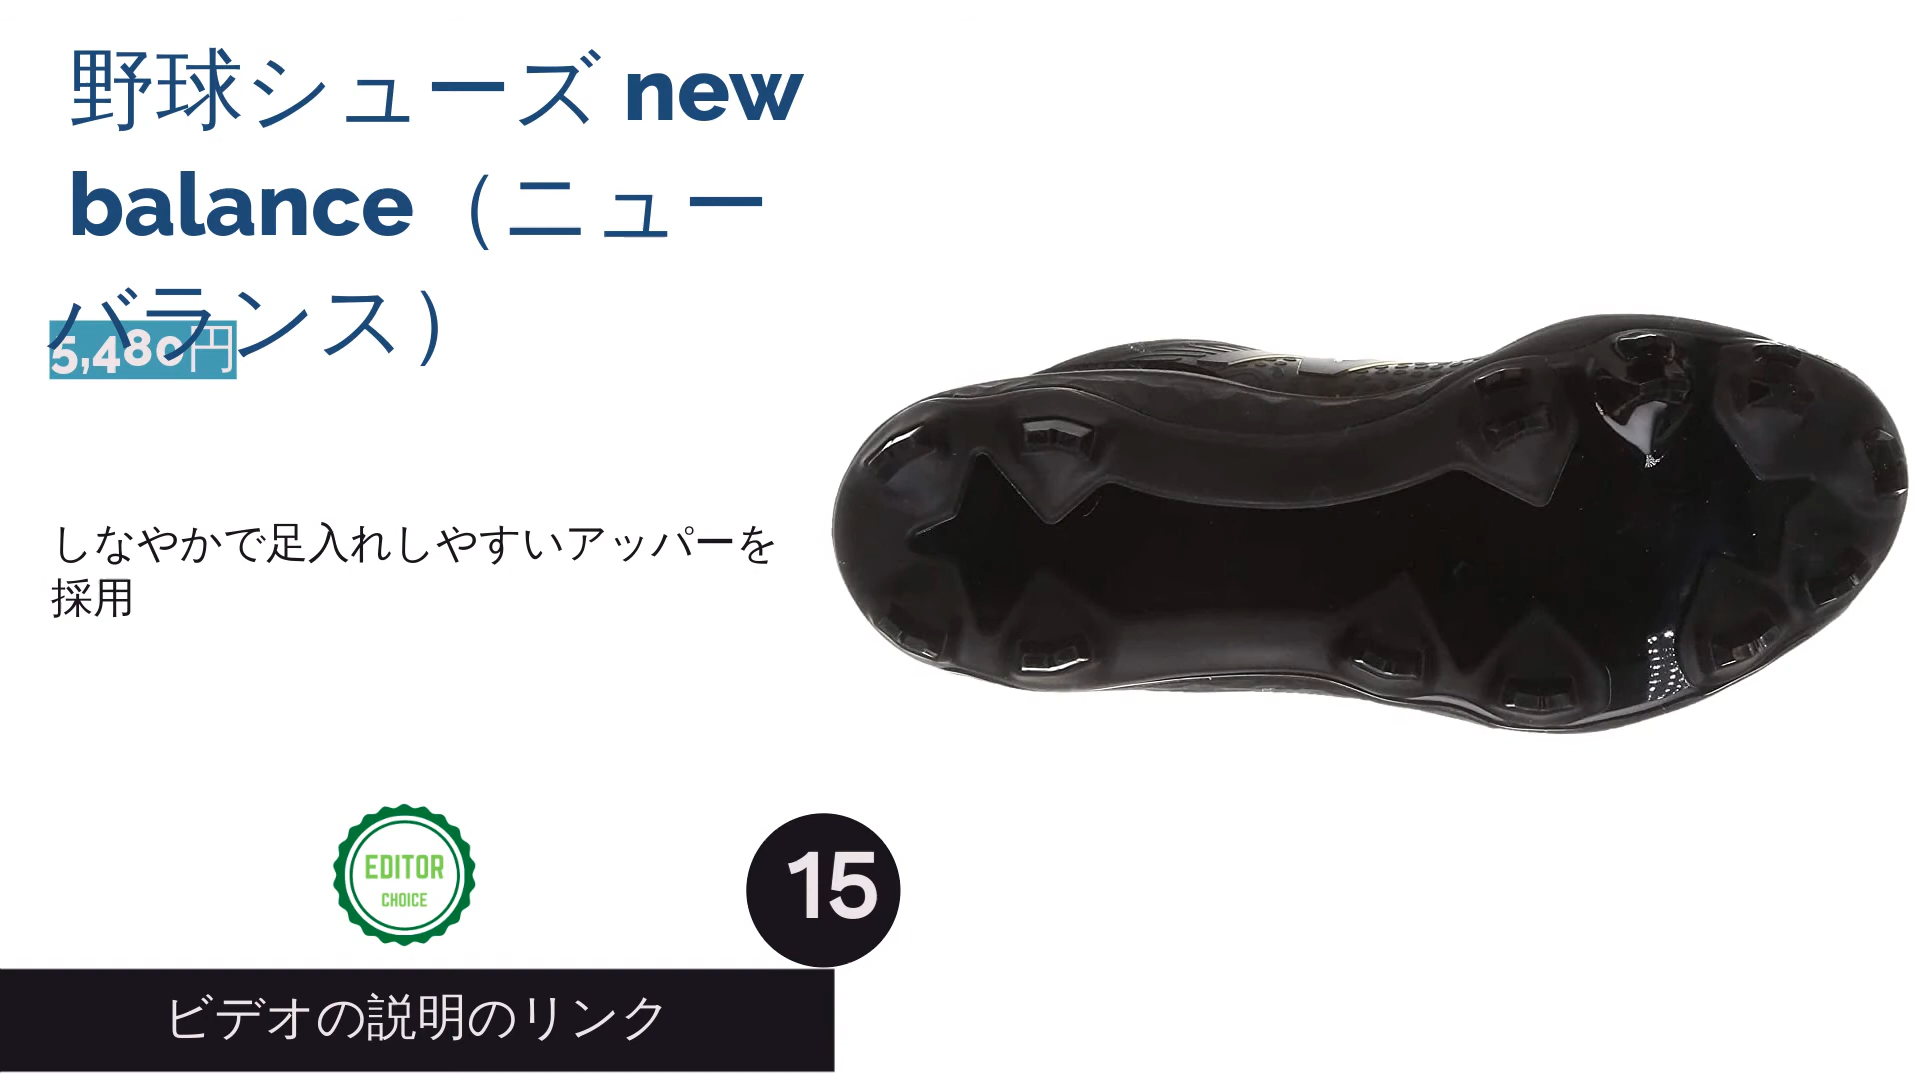 野球シューズ new
balance（ニュー
バランス）
5,480円
しなやかで足入れしやすいアッパーを
採用
EDITOR
CHOICE
15
ビデオの説明のリンク